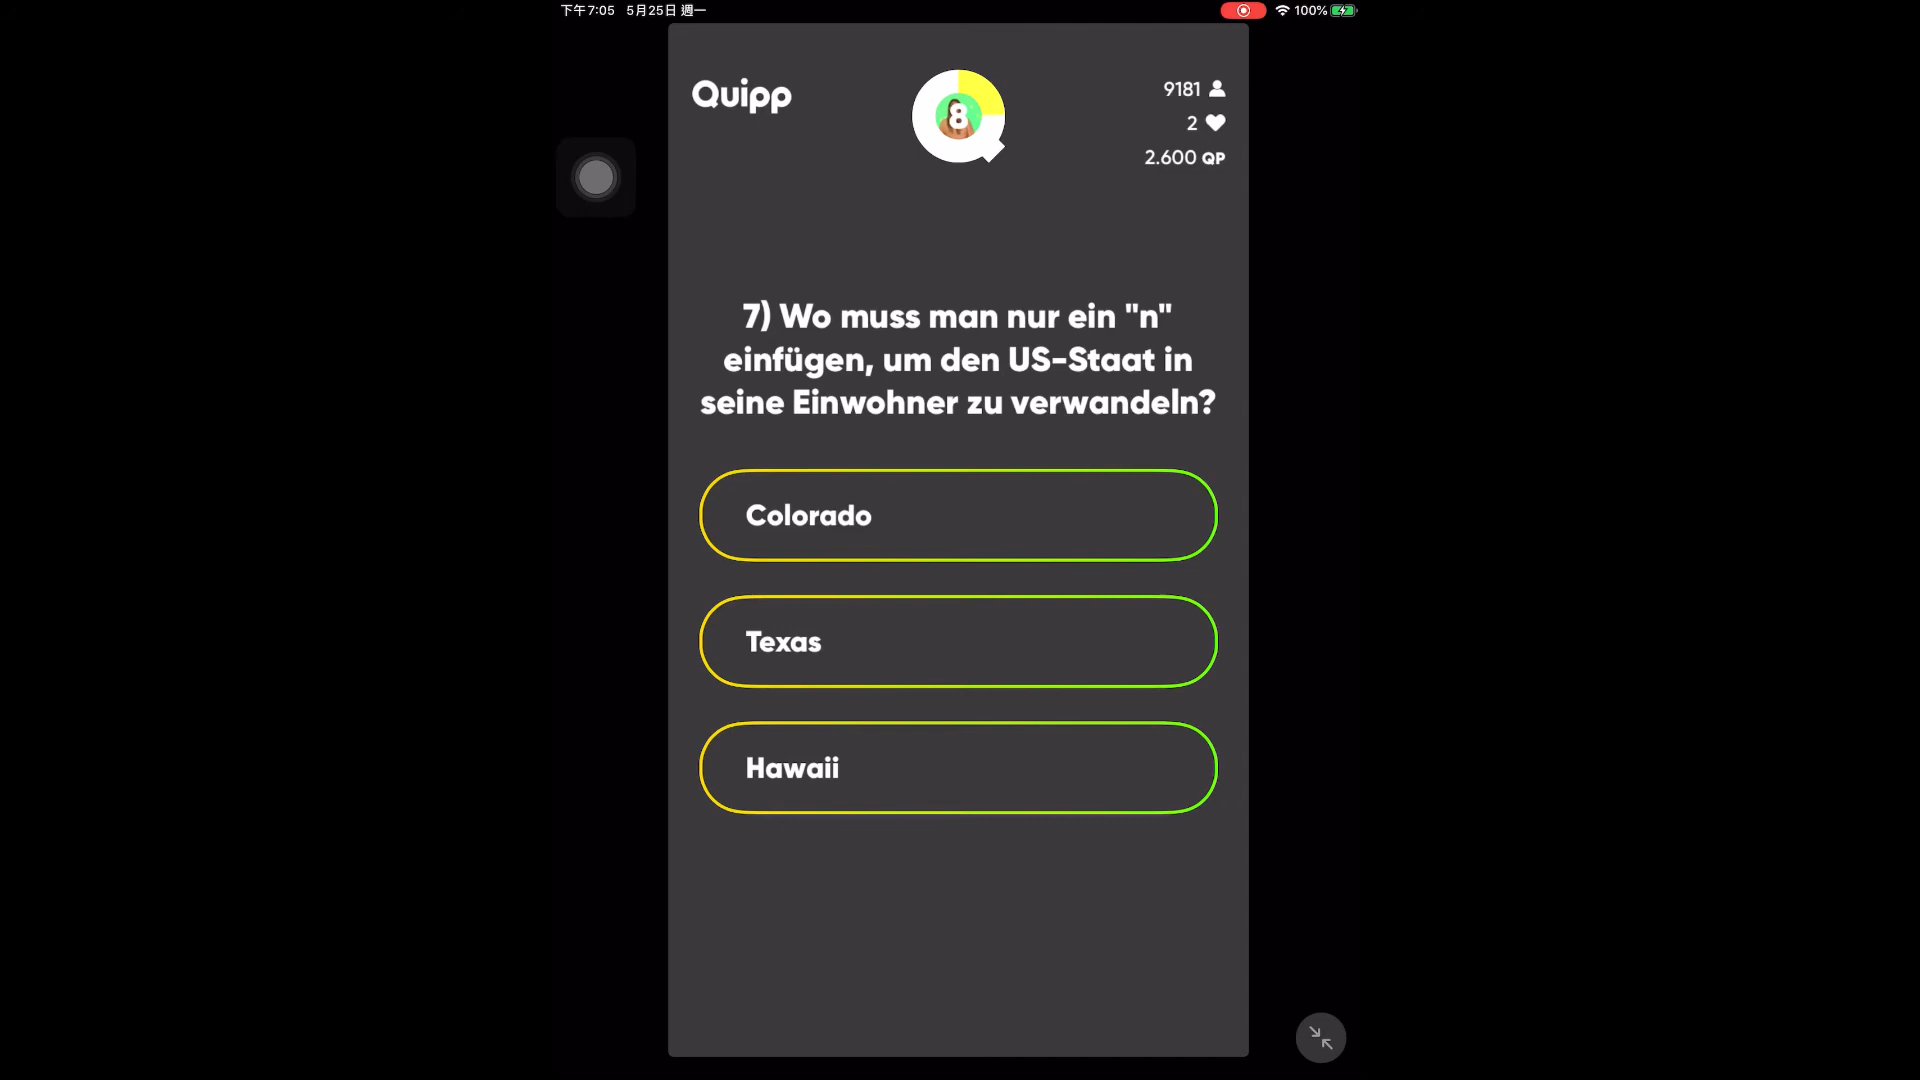 下午7:05 5月25日 週一
100%
Quipp
8
9181
2
2.600 QP
7) Wo muss man nur ein "n"
einfügen, um den US-Staat in
seine Einwohner zu verwandeln?
Colorado
Texas
Hawaii